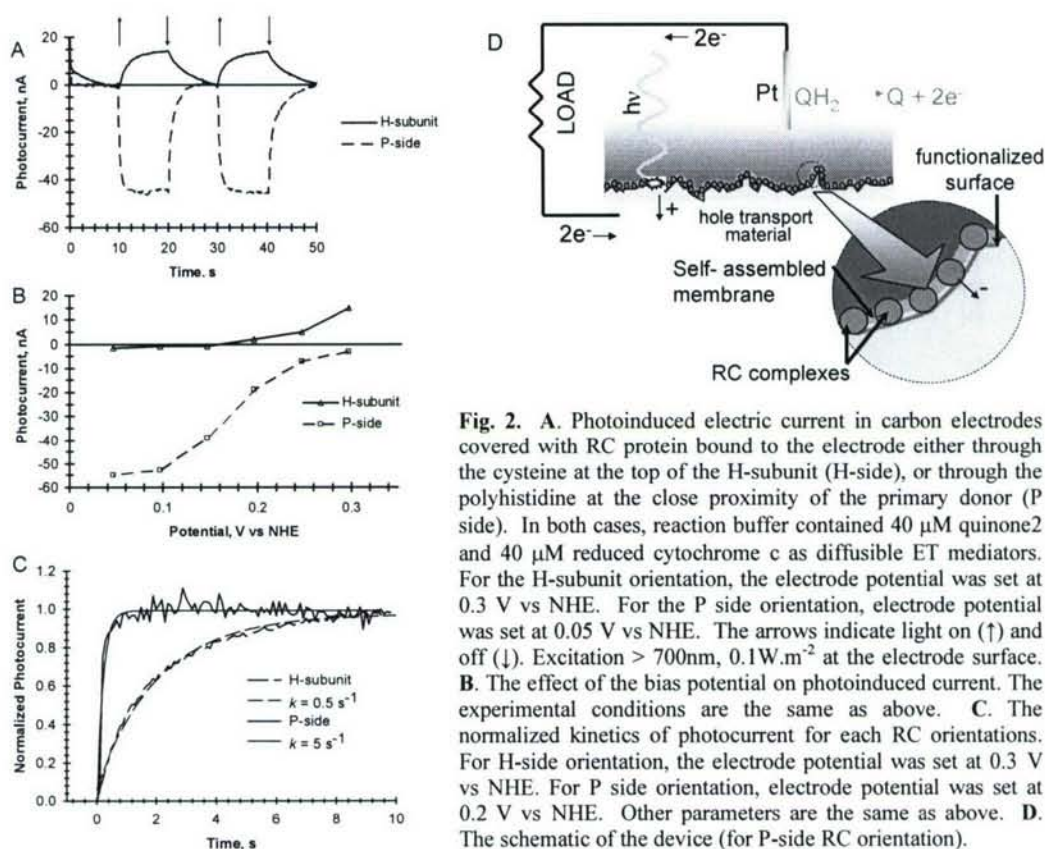 A
Photocurrent, nA
20
10
0
-20
-40
-60
0
10
20
30
40
50
Time, s
H-subunit
P-side
B
Photocurrent, nA
20
10
0
-10
-20
-30
-40
-50
-60
0
0.1
0.2
0.3
Potential, V vs NHE
H-subunit
P-side
C
Normalized Photocurrent
1.2
1.0
0.8
0.6
0.4
0.2
0.0
0
2
4
6
8
10
Time, s
H-subunit
k = 0.5 s⁻¹
P-side
k = 5 s⁻¹
D
2e⁻
LOAD
hν
Pt
QH₂
Q + 2e⁻
functionalized
surface
+
hole transport
material
2e⁻
Self- assembled
membrane
-
RC complexes
Fig. 2. A. Photoinduced electric current in carbon electrodes
covered with RC protein bound to the electrode either through
the cysteine at the top of the H-subunit (H-side), or through the
polyhistidine at the close proximity of the primary donor (P
side). In both cases, reaction buffer contained 40 μM quinone2
and 40 μM reduced cytochrome c as diffusible ET mediators.
For the H-subunit orientation, the electrode potential was set at
0.3 V vs NHE. For the P side orientation, electrode potential
was set at 0.05 V vs NHE. The arrows indicate light on (↑) and
off (↓). Excitation > 700nm, 0.1W.m⁻² at the electrode surface.
B. The effect of the bias potential on photoinduced current. The
experimental conditions are the same as above. C. The
normalized kinetics of photocurrent for each RC orientations.
For H-side orientation, the electrode potential was set at 0.3 V
vs NHE. For P side orientation, electrode potential was set at
0.2 V vs NHE. Other parameters are the same as above. D.
The schematic of the device (for P-side RC orientation).